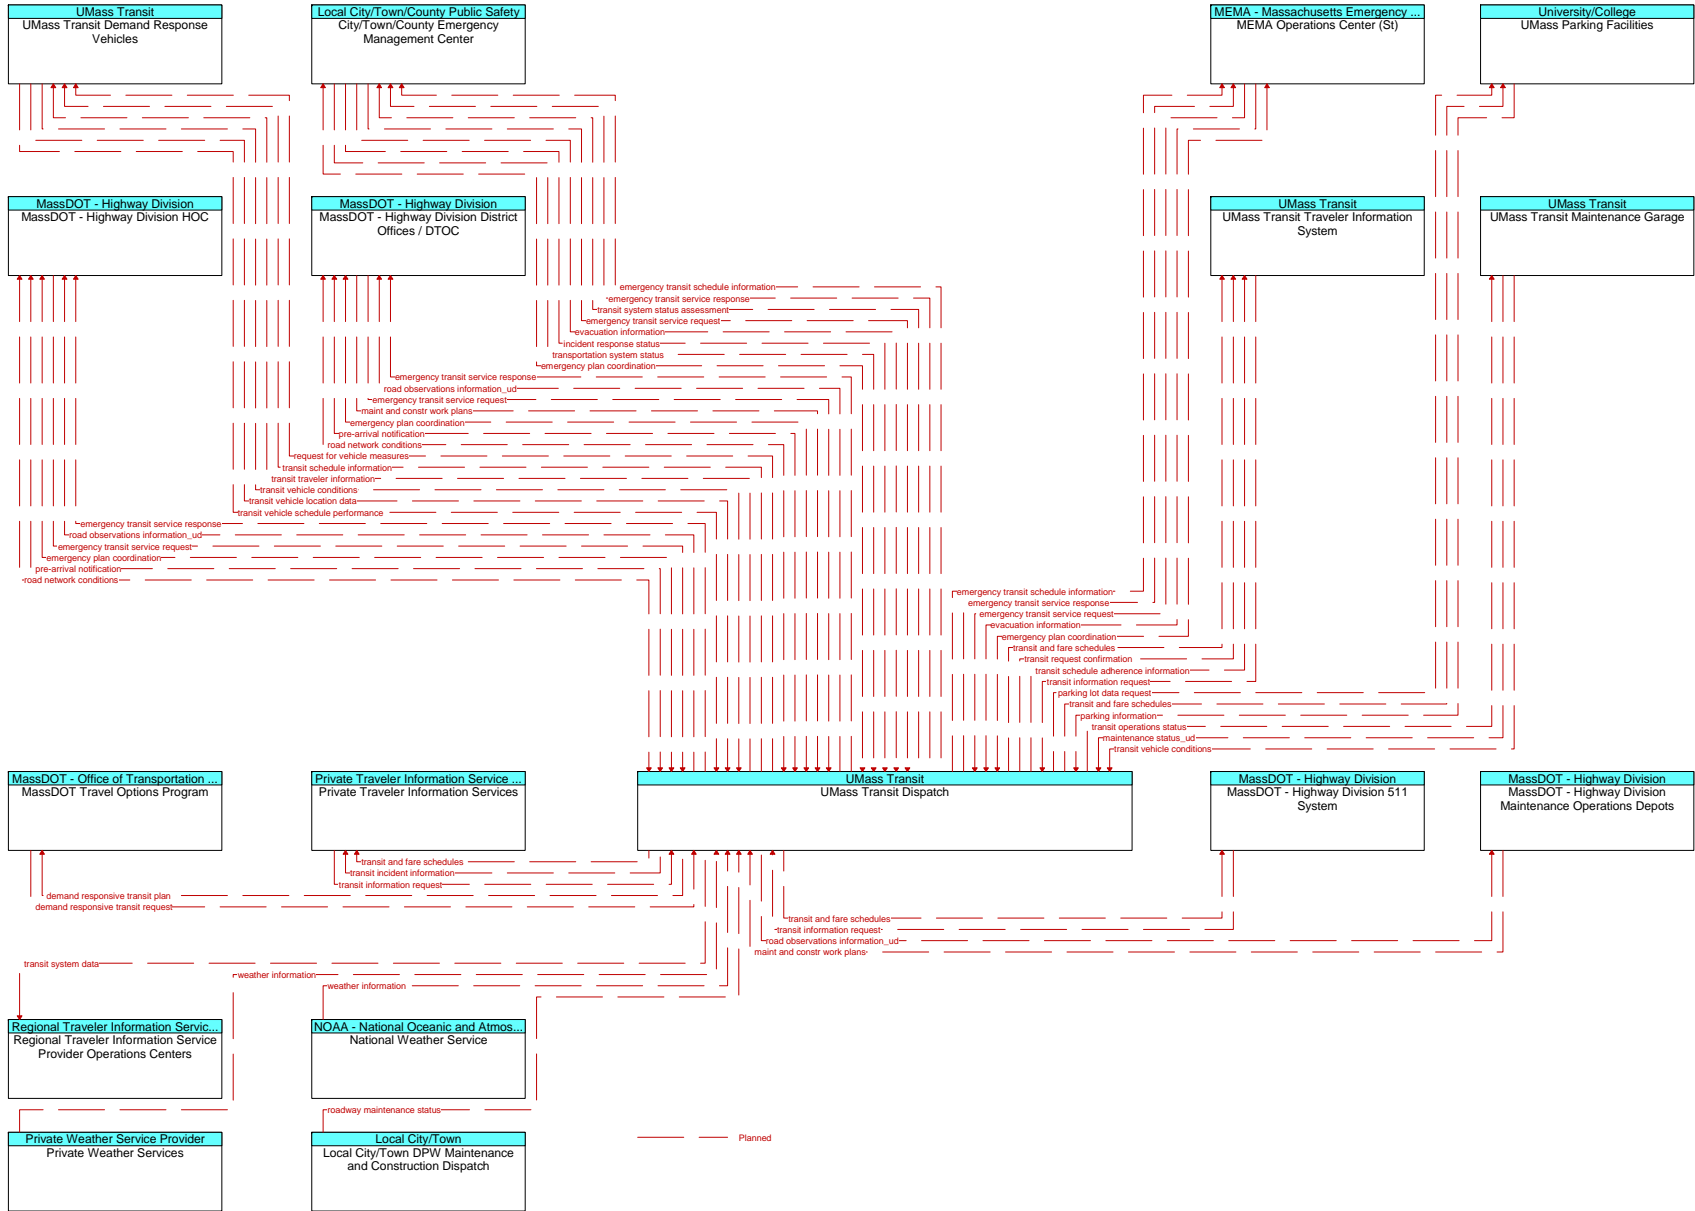 UMass Transit
UMass Transit Demand Response
Vehicles
Local City/Town/County Public Safety
City/Town/County Emergency
Management Center
MEMA - Massachusetts Emergency ...
MEMA Operations Center (St)
University/College
UMass Parking Facilities
MassDOT - Highway Division
MassDOT - Highway Division HOC
MassDOT - Highway Division
MassDOT - Highway Division District
Offices / DTOC
UMass Transit
UMass Transit Traveler Information
System
UMass Transit
UMass Transit Maintenance Garage
emergency transit schedule information
emergency transit service response
transit system status assessment
emergency transit service request
evacuation information
incident response status
transportation system status
emergency plan coordination
emergency transit service response
road observations information_ud
emergency transit service request
maint and constr work plans
emergency plan coordination
pre-arrival notification
road network conditions
request for vehicle measures
transit schedule information
transit traveler information
transit vehicle conditions
transit vehicle location data
transit vehicle schedule performance
emergency transit service response
road observations information_ud
emergency transit service request
emergency plan coordination
pre-arrival notification
road network conditions
emergency transit schedule information
emergency transit service response
emergency transit service request
evacuation information
emergency plan coordination
transit and fare schedules
transit request confirmation
transit schedule adherence information
transit information request
parking lot data request
transit and fare schedules
parking information
transit operations status
maintenance status_ud
transit vehicle conditions
MassDOT - Office of Transportation ...
MassDOT Travel Options Program
Private Traveler Information Service ...
Private Traveler Information Services
UMass Transit
UMass Transit Dispatch
MassDOT - Highway Division
MassDOT - Highway Division 511
System
MassDOT - Highway Division
MassDOT - Highway Division
Maintenance Operations Depots
transit and fare schedules
transit incident information
transit information request
demand responsive transit plan
demand responsive transit request
transit and fare schedules
transit information request
road observations information_ud
maint and constr work plans
transit system data
weather information
weather information
Regional Traveler Information Servic...
Regional Traveler Information Service
Provider Operations Centers
NOAA - National Oceanic and Atmos...
National Weather Service
roadway maintenance status
Private Weather Service Provider
Private Weather Services
Local City/Town
Local City/Town DPW Maintenance
and Construction Dispatch
Planned